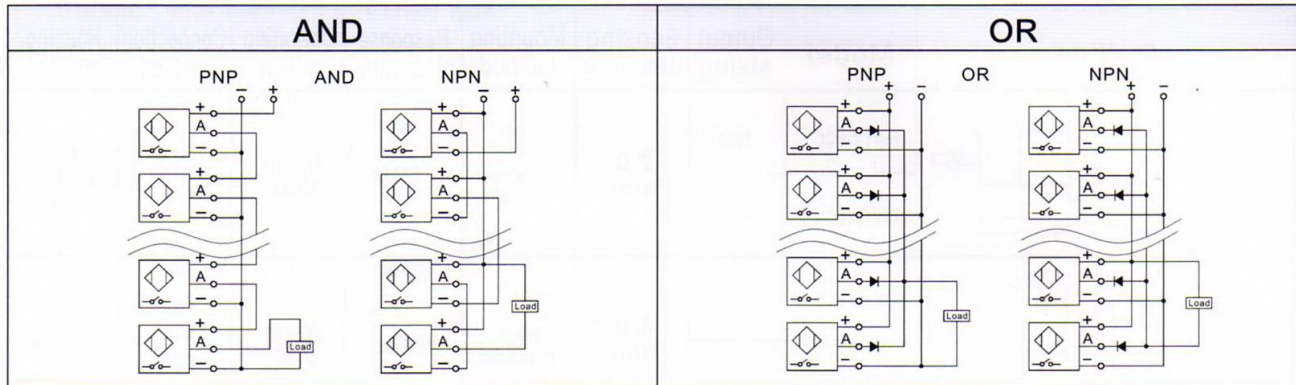 AND
PNP AND NPN
− + − +
+
A
−
+
A
−
+
A
−
+
A
−
Load
+
A
−
+
A
−
+
A
−
+
A
−
Load
OR
PNP OR NPN
+ − + −
+
A
−
+
A
−
+
A
−
+
A
−
Load
+
A
−
+
A
−
+
A
−
+
A
−
Load